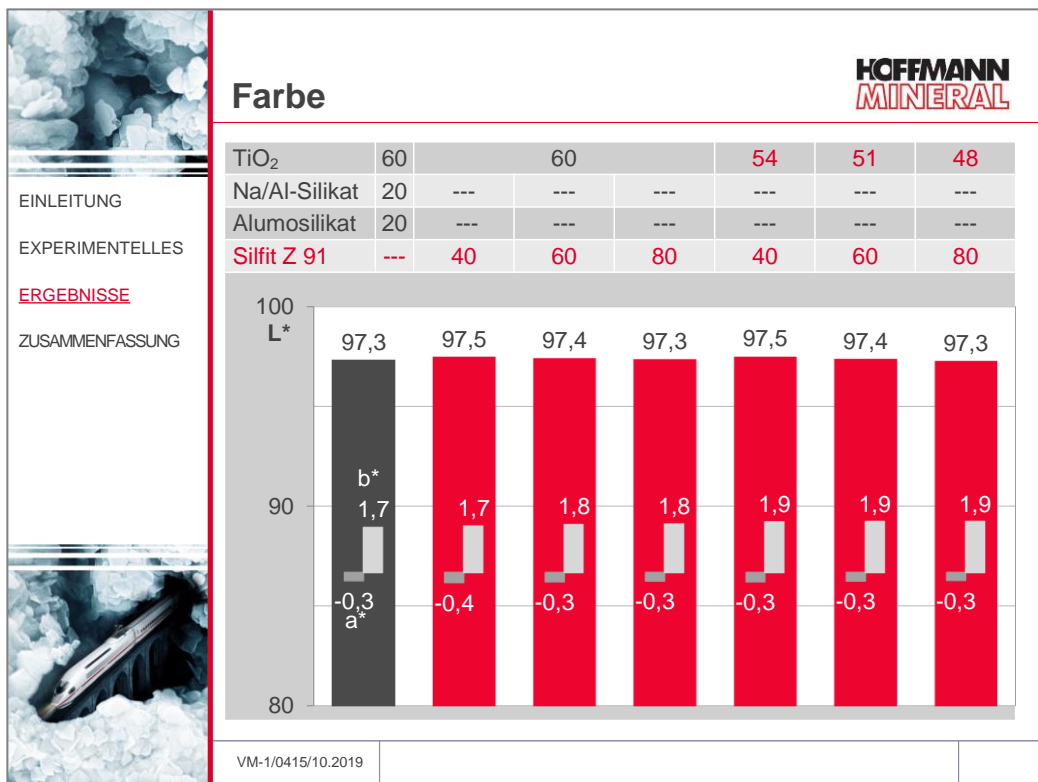 Farbe
HOFFMANN
MINERAL
EINLEITUNG
EXPERIMENTELLES
ERGEBNISSE
ZUSAMMENFASSUNG
TiO₂ 60 60 54 51 48
Na/Al-Silikat 20 --- --- --- --- --- ---
Alumosilikat 20 --- --- --- --- --- ---
Silfit Z 91 --- 40 60 80 40 60 80
100
L*
97,3 97,5 97,4 97,3 97,5 97,4 97,3
b*
90
1,7 1,7 1,8 1,8 1,9 1,9 1,9
-0,3 -0,4 -0,3 -0,3 -0,3 -0,3 -0,3
a*
80
VM-1/0415/10.2019